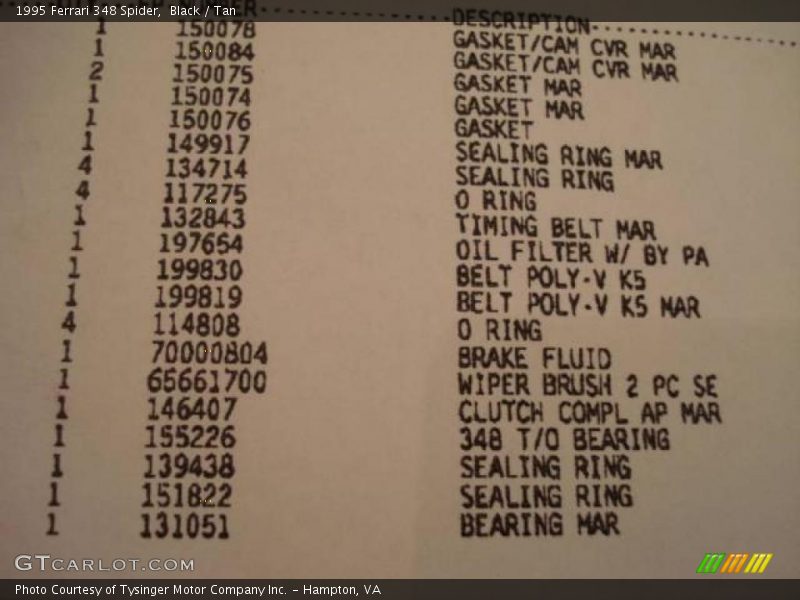 1995 Ferrari 348 Spider, Black / Tan
DESCRIPTION
1 150078 GASKET/CAM CVR MAR
1 150084 GASKET/CAM CVR MAR
2 150075 GASKET MAR
1 150074 GASKET MAR
1 150076 GASKET
1 149917 SEALING RING MAR
4 134714 SEALING RING
4 117275 O RING
1 132843 TIMING BELT MAR
1 197654 OIL FILTER W/ BY PA
1 199830 BELT POLY-V K5
1 199819 BELT POLY-V K5 MAR
4 114808 O RING
1 70000804 BRAKE FLUID
1 65661700 WIPER BRUSH 2 PC SE
1 146407 CLUTCH COMPL AP MAR
1 155226 348 T/O BEARING
1 139438 SEALING RING
1 151822 SEALING RING
1 131051 BEARING MAR
GTCARLOT.COM
Photo Courtesy of Tysinger Motor Company Inc. - Hampton, VA